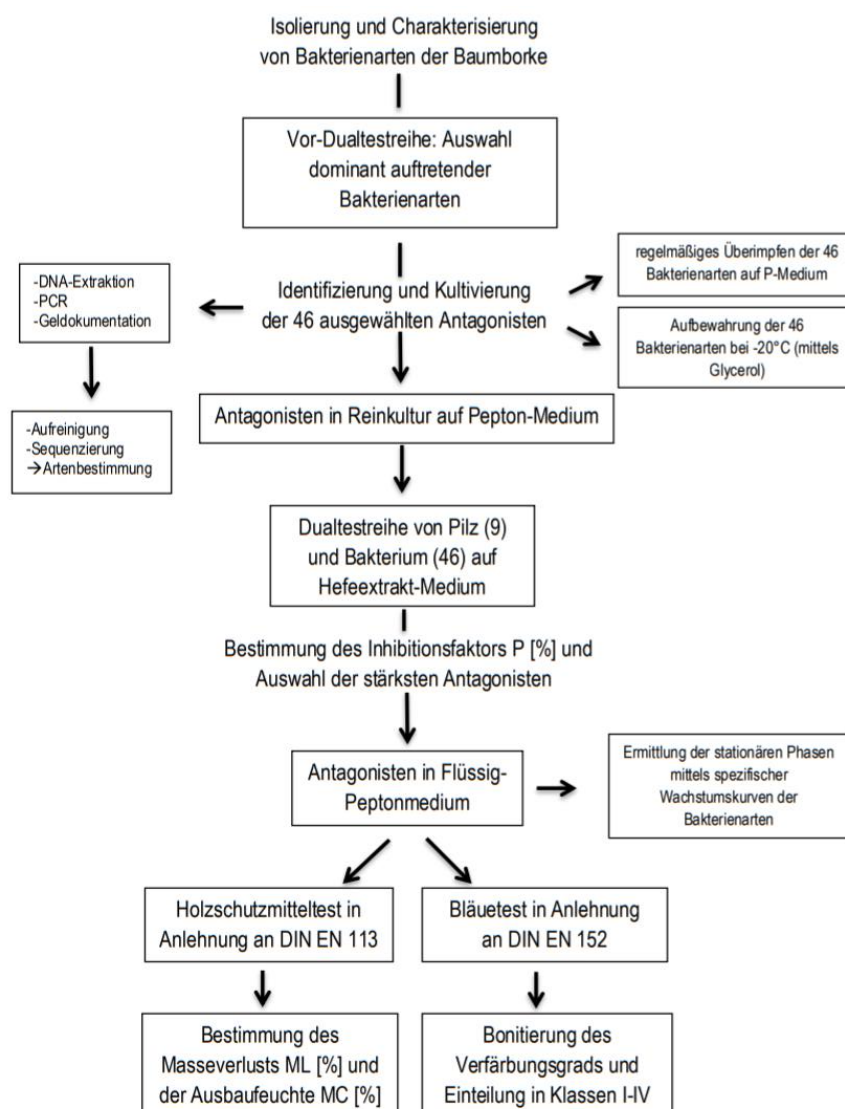 Isolierung und Charakterisierung
von Bakterienarten der Baumborke
Vor-Dualtestreihe: Auswahl
dominant auftretender
Bakterienarten
regelmäßiges Überimpfen der 46
Bakterienarten auf P-Medium
-DNA-Extraktion
-PCR
-Geldokumentation
Identifizierung und Kultivierung
der 46 ausgewählten Antagonisten
Aufbewahrung der 46
Bakterienarten bei -20°C (mittels
Glycerol)
Antagonisten in Reinkultur auf Pepton-Medium
-Aufreinigung
-Sequenzierung
→Artenbestimmung
Dualtestreihe von Pilz (9)
und Bakterium (46) auf
Hefeextrakt-Medium
Bestimmung des Inhibitionsfaktors P [%] und
Auswahl der stärksten Antagonisten
Antagonisten in Flüssig-
Peptonmedium
Ermittlung der stationären Phasen
mittels spezifischer
Wachstumskurven der
Bakterienarten
Holzschutzmitteltest in
Anlehnung an DIN EN 113
Bläuetest in Anlehnung
an DIN EN 152
Bestimmung des
Masseverlusts ML [%] und
der Ausbaufeuchte MC [%]
Bonitierung des
Verfärbungsgrads und
Einteilung in Klassen I-IV